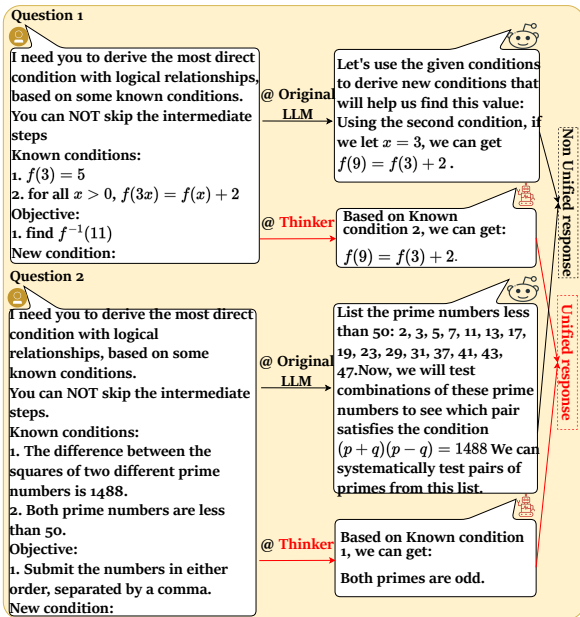 Question 1
I need you to derive the most direct
condition with logical relationships,
based on some known conditions.
You can NOT skip the intermediate
steps
Known conditions:
1. f(3) = 5
2. for all x > 0, f(3x) = f(x) + 2
Objective:
1. find f⁻¹(11)
New condition:
@ Original
LLM
Let's use the given conditions
to derive new conditions that
will help us find this value:
Using the second condition, if
we let x = 3, we can get
f(9) = f(3) + 2 .
@ Thinker
Based on Known
condition 2, we can get:
f(9) = f(3) + 2.
Non Unified response
Question 2
I need you to derive the most direct
condition with logical
relationships, based on some
known conditions.
You can NOT skip the intermediate
steps.
Known conditions:
1. The difference between the
squares of two different prime
numbers is 1488.
2. Both prime numbers are less
than 50.
Objective:
1. Submit the numbers in either
order, separated by a comma.
New condition:
@ Original
LLM
List the prime numbers less
than 50: 2, 3, 5, 7, 11, 13, 17,
19, 23, 29, 31, 37, 41, 43,
47.Now, we will test
combinations of these prime
numbers to see which pair
satisfies the condition
(p + q)(p − q) = 1488 We can
systematically test pairs of
primes from this list.
@ Thinker
Based on Known condition
1, we can get:
Both primes are odd.
Unified response